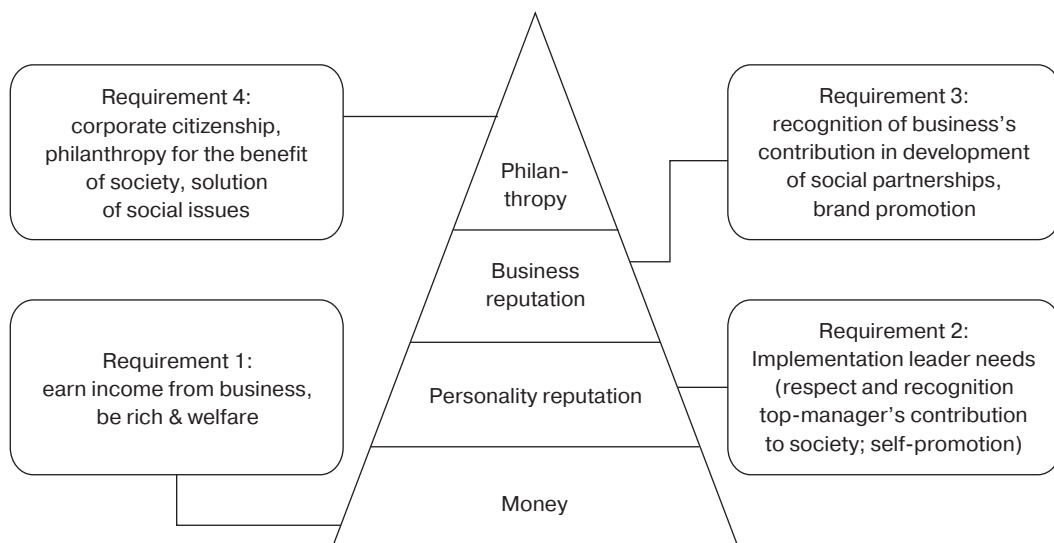 Requirement 4:
corporate citizenship,
philanthropy for the benefit
of society, solution
of social issues
Requirement 3:
recognition of business's
contribution in development
of social partnerships,
brand promotion
Philan-
thropy
Business
reputation
Requirement 1:
earn income from business,
be rich & welfare
Requirement 2:
Implementation leader needs
(respect and recognition
top-manager's contribution
to society; self-promotion)
Personality reputation
Money